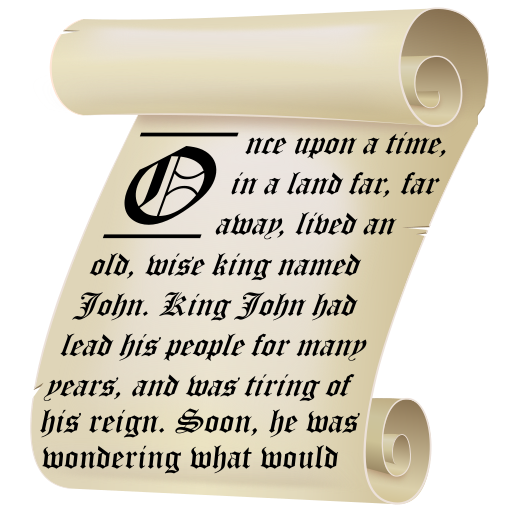 Once upon a time,
in a land far, far
away, lived an
old, wise king named
John. King John had
lead his people for many
years, and was tiring of
his reign. Soon, he was
wondering what would